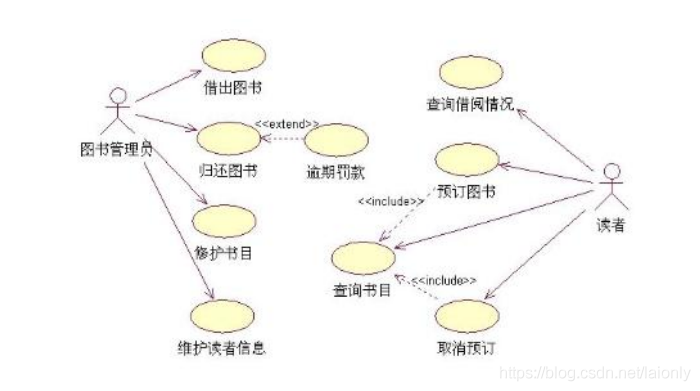 借出图书
查询借阅情况
<<extend>>
图书管理员
归还图书
逾期罚款
预订图书
<<include>>
读者
修护书目
查询书目
<<include>>
维护读者信息
取消预订
https://blog.csdn.net/laionly